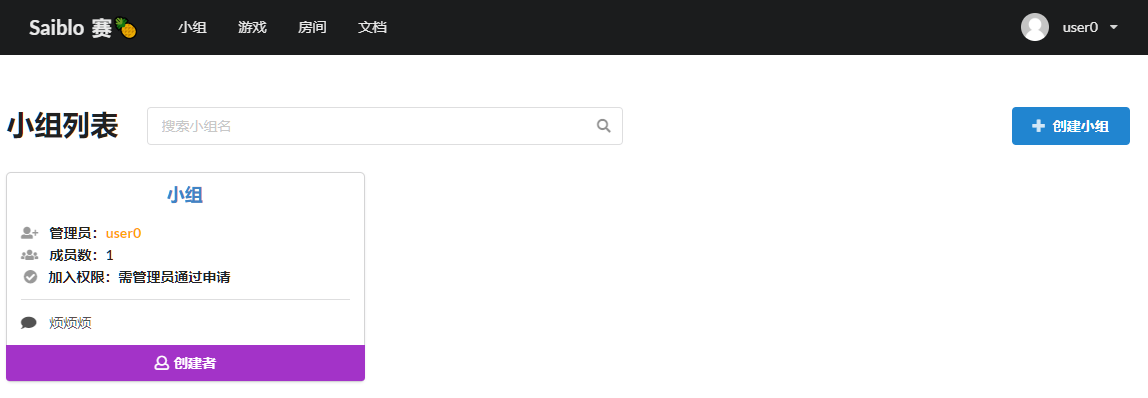 Saiblo 赛🍍 小组 游戏 房间 文档 user0
小组列表 搜索小组名 创建小组
小组
管理员：user0
成员数：1
加入权限：需管理员通过申请
烦烦烦
创建者